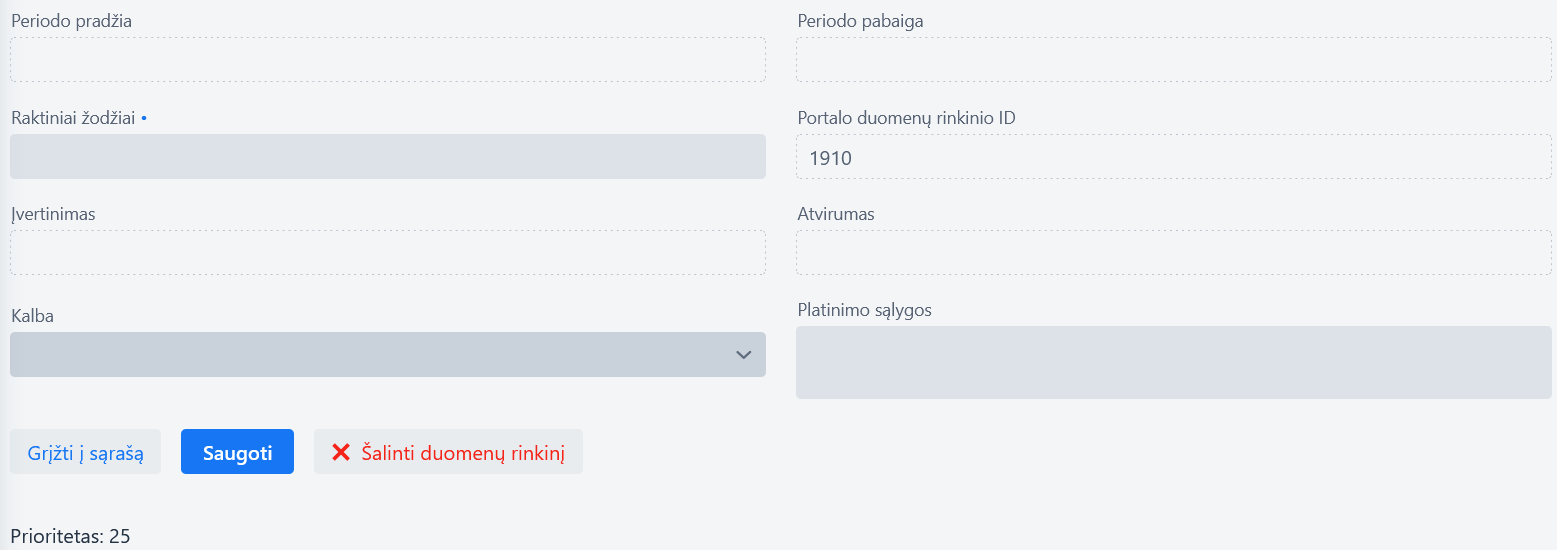 Periodo pradžia
Periodo pabaiga
Raktiniai žodžiai •
Portalo duomenų rinkinio ID
1910
Įvertinimas
Atvirumas
Kalba
Platinimo sąlygos
Grįžti į sąrašą
Saugoti
Šalinti duomenų rinkinį
Prioritetas: 25